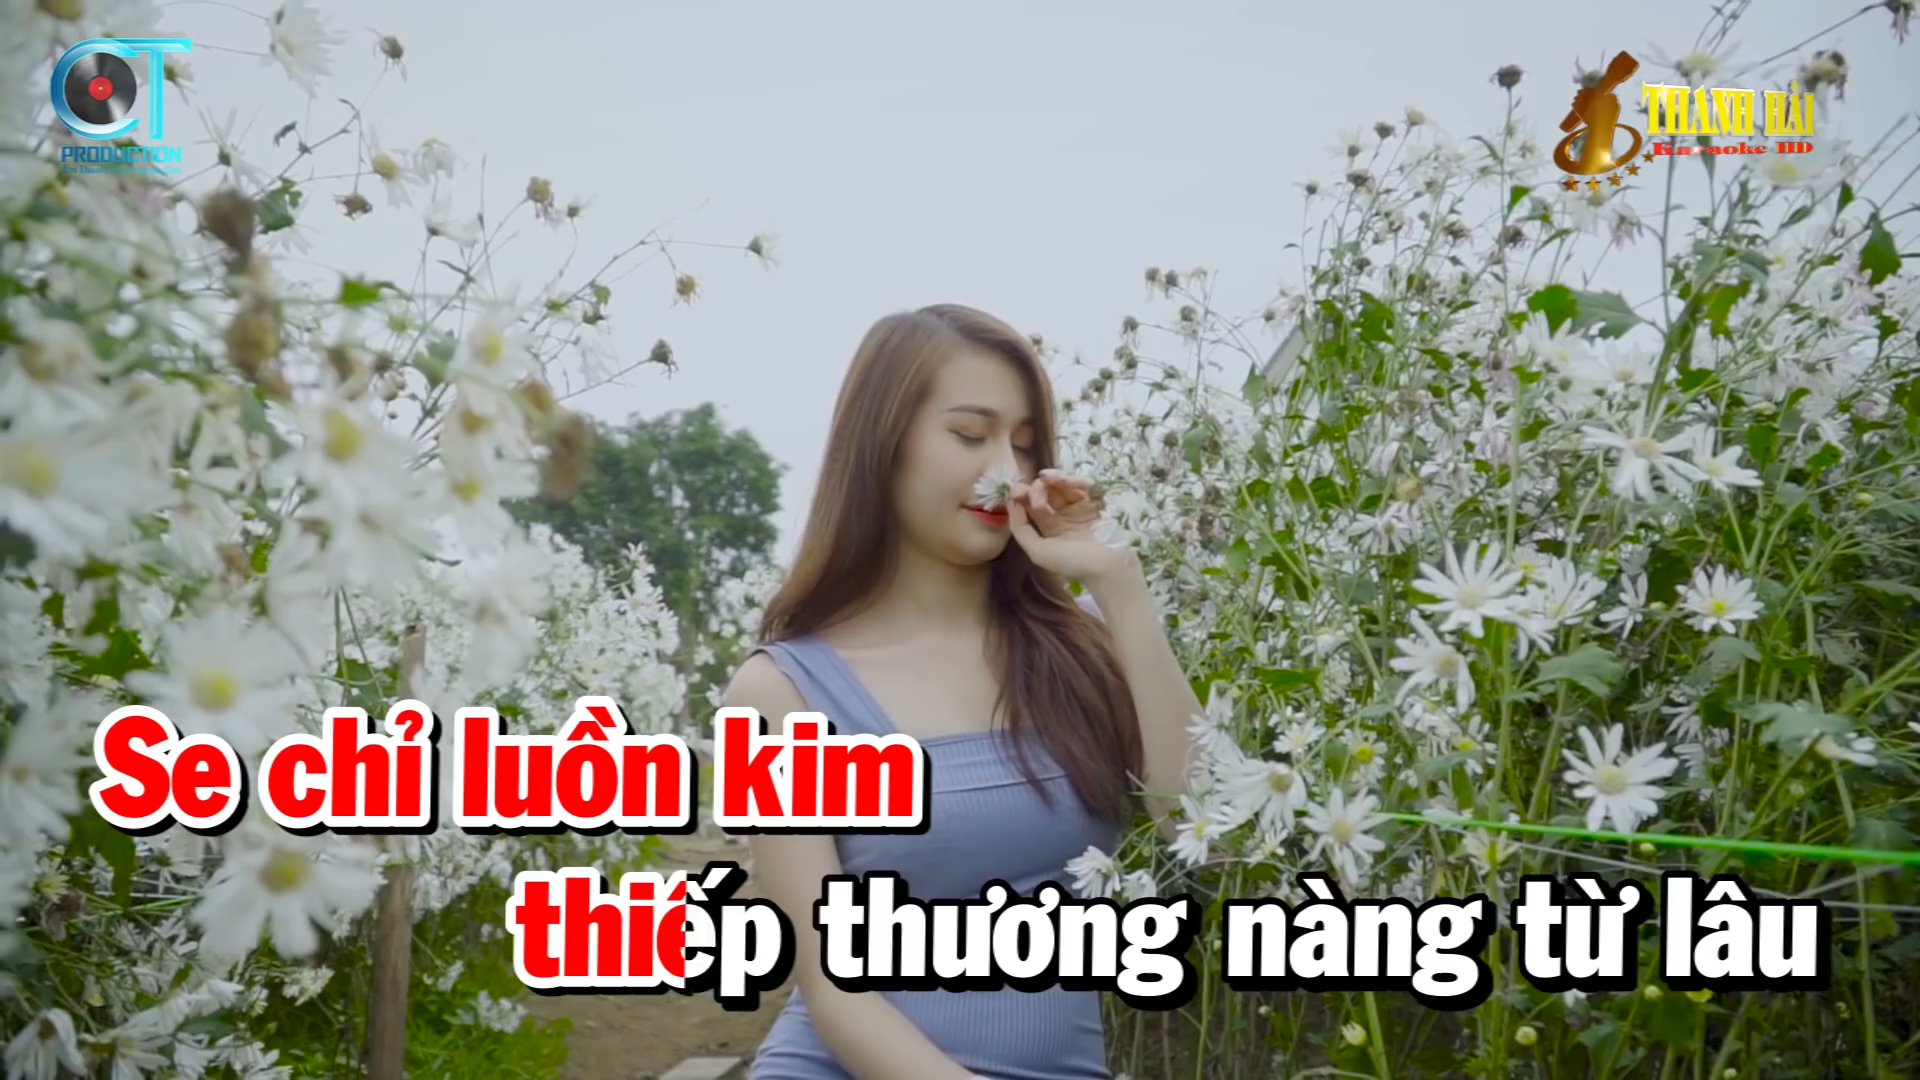 CT
PRODUCTION
THANH HẢI
Karaoke HD
Se chỉ luồn kim
thiếp thương nàng từ lâu